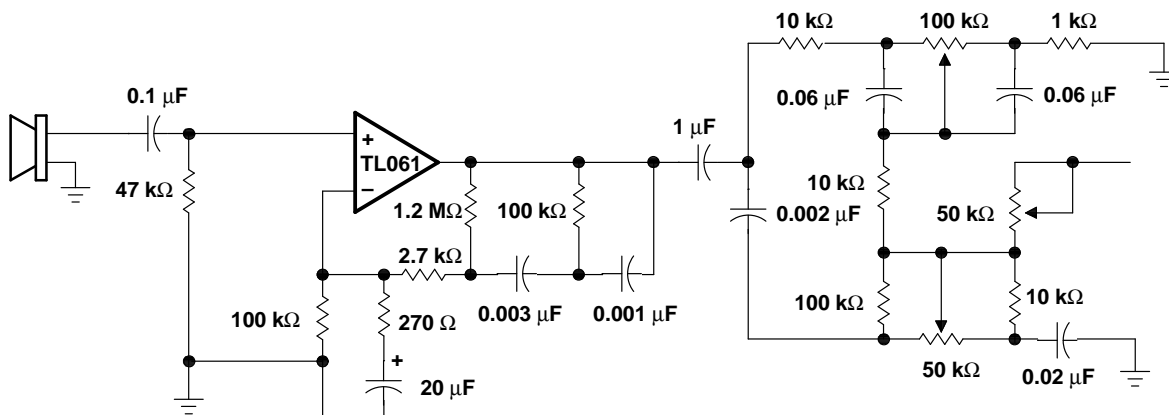 10 kΩ
100 kΩ
1 kΩ
0.06 μF
0.06 μF
0.1 μF
1 μF
+
TL061
−
47 kΩ
1.2 MΩ
100 kΩ
10 kΩ
0.002 μF
50 kΩ
2.7 kΩ
0.003 μF
0.001 μF
100 kΩ
270 Ω
100 kΩ
10 kΩ
+
20 μF
50 kΩ
0.02 μF